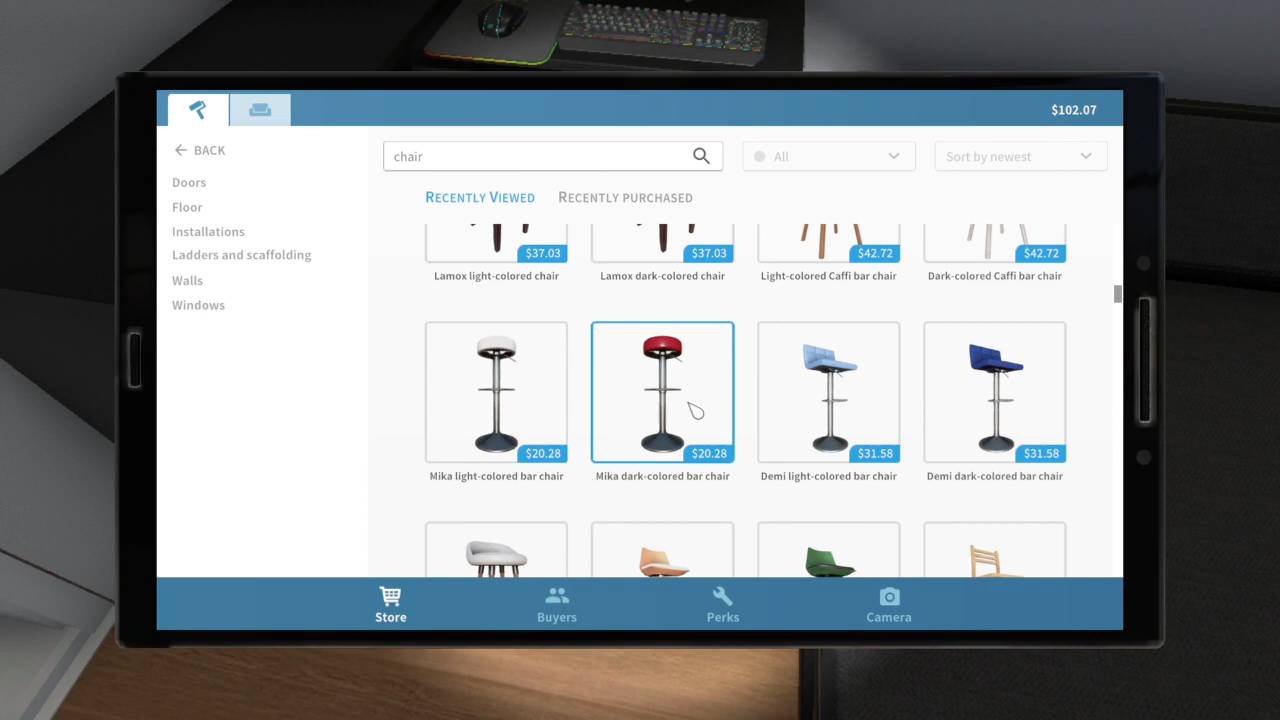 $102.07
BACK
chair
All
Sort by newest
Doors
Floor
Installations
Ladders and scaffolding
Walls
Windows
RECENTLY VIEWED
RECENTLY PURCHASED
$37.03
$37.03
$42.72
$42.72
Lamox light-colored chair
Lamox dark-colored chair
Light-colored Caffi bar chair
Dark-colored Caffi bar chair
$20.28
$20.28
$31.58
$31.58
Mika light-colored bar chair
Mika dark-colored bar chair
Demi light-colored bar chair
Demi dark-colored bar chair
Store
Buyers
Perks
Camera